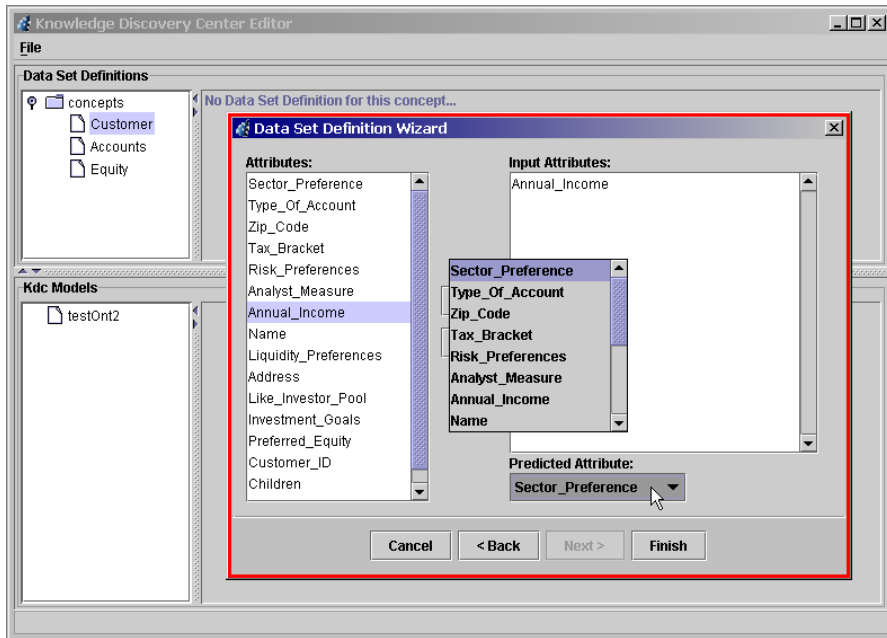 Knowledge Discovery Center Editor
File
Data Set Definitions
concepts
Customer
Accounts
Equity
No Data Set Definition for this concept...
Kdc Models
testOnt2
Data Set Definition Wizard
Attributes:
Sector_Preference
Type_Of_Account
Zip_Code
Tax_Bracket
Risk_Preferences
Analyst_Measure
Annual_Income
Name
Liquidity_Preferences
Address
Like_Investor_Pool
Investment_Goals
Preferred_Equity
Customer_ID
Children
Input Attributes:
Annual_Income
Sector_Preference
Type_Of_Account
Zip_Code
Tax_Bracket
Risk_Preferences
Analyst_Measure
Annual_Income
Name
Predicted Attribute:
Sector_Preference
Cancel
< Back
Next >
Finish